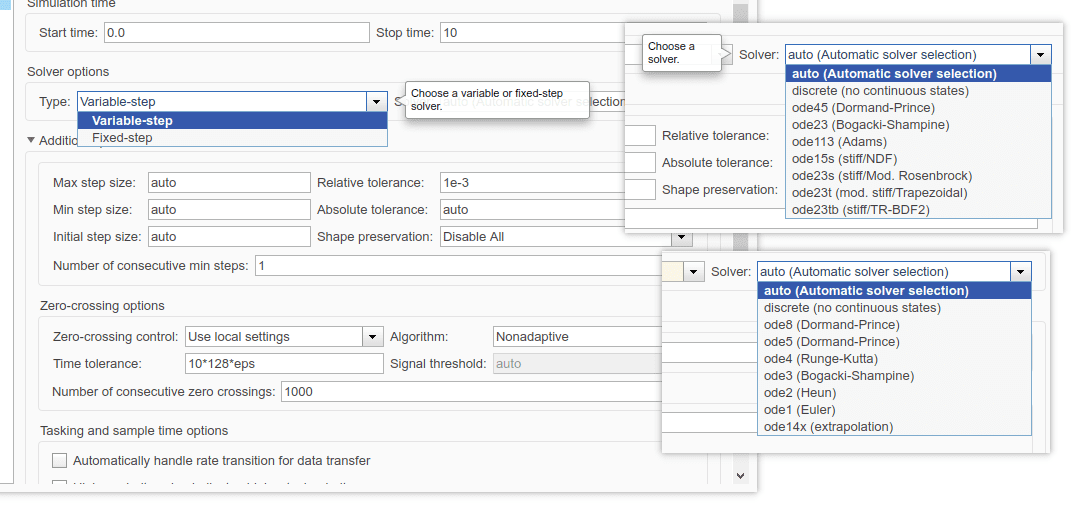 Simulation time
Start time: 0.0 Stop time: 10
Solver options
Type: Variable-step
Choose a variable or fixed-step
solver.
Variable-step
Fixed-step
Max step size: auto Relative tolerance: 1e-3
Min step size: auto Absolute tolerance: auto
Initial step size: auto Shape preservation: Disable All
Number of consecutive min steps: 1
Zero-crossing options
Zero-crossing control: Use local settings Algorithm: Nonadaptive
Time tolerance: 10*128*eps Signal threshold: auto
Number of consecutive zero crossings: 1000
Tasking and sample time options
Automatically handle rate transition for data transfer
Choose a
solver.
Solver: auto (Automatic solver selection)
auto (Automatic solver selection)
discrete (no continuous states)
ode45 (Dormand-Prince)
ode23 (Bogacki-Shampine)
ode113 (Adams)
ode15s (stiff/NDF)
ode23s (stiff/Mod. Rosenbrock)
ode23t (mod. stiff/Trapezoidal)
ode23tb (stiff/TR-BDF2)
Relative tolerance:
Absolute tolerance:
Shape preservation:
Solver: auto (Automatic solver selection)
auto (Automatic solver selection)
discrete (no continuous states)
ode8 (Dormand-Prince)
ode5 (Dormand-Prince)
ode4 (Runge-Kutta)
ode3 (Bogacki-Shampine)
ode2 (Heun)
ode1 (Euler)
ode14x (extrapolation)